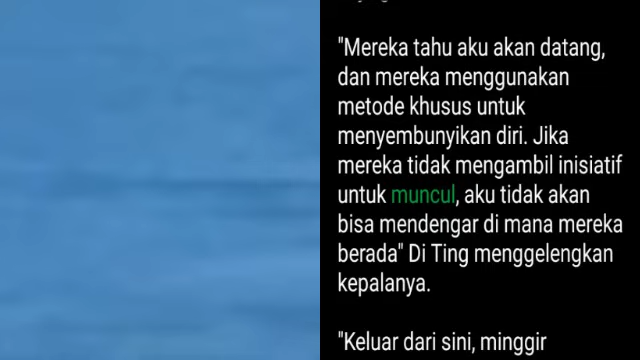 "Mereka tahu aku akan datang,
dan mereka menggunakan
metode khusus untuk
menyembunyikan diri. Jika
mereka tidak mengambil inisiatif
untuk muncul, aku tidak akan
bisa mendengar di mana mereka
berada" Di Ting menggelengkan
kepalanya.
"Keluar dari sini, minggir